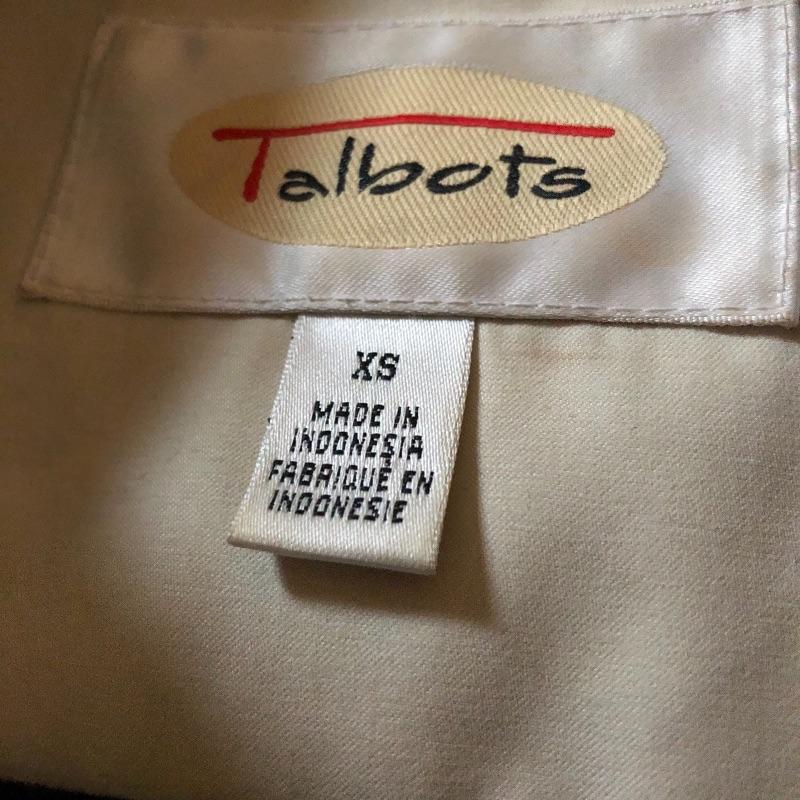 Talbots
XS
MADE IN
INDONESIA
FABRIQUÉ EN
INDONESIE